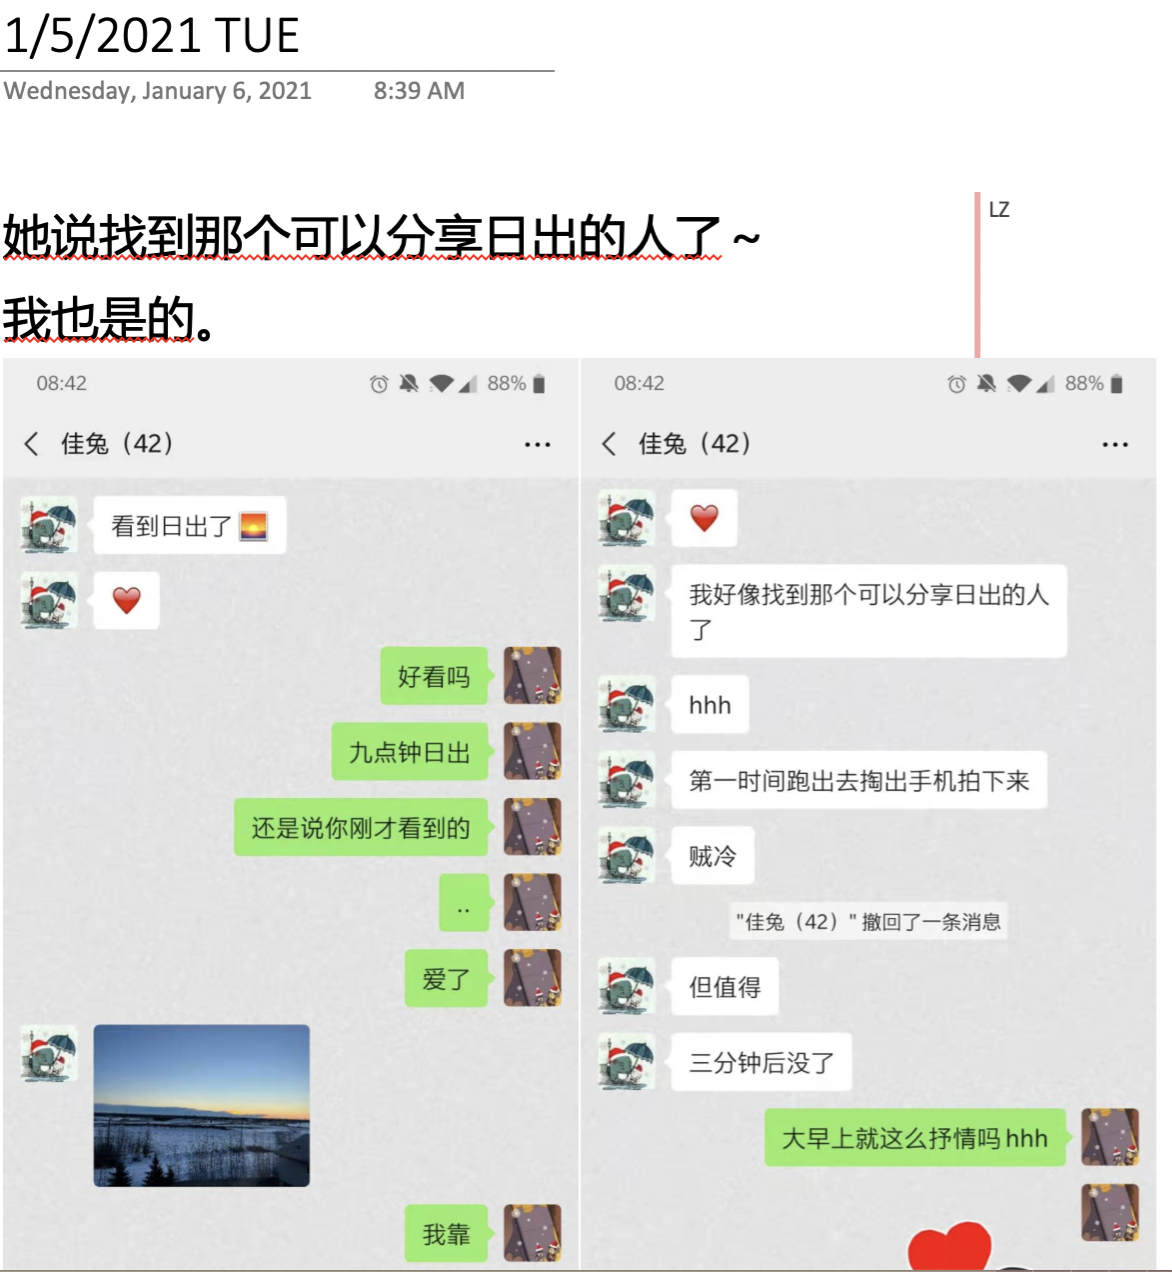 1/5/2021 TUE
Wednesday, January 6, 2021 8:39 AM
她说找到那个可以分享日出的人了~
我也是的。
LZ
08:42 88%
佳兔（42） ...
看到日出了
好看吗
九点钟日出
还是说你刚才看到的
..
爱了
我靠
08:42 88%
佳兔（42） ...
我好像找到那个可以分享日出的人
了
hhh
第一时间跑出去掏出手机拍下来
贼冷
"佳兔（42）" 撤回了一条消息
但值得
三分钟后没了
大早上就这么抒情吗hhh